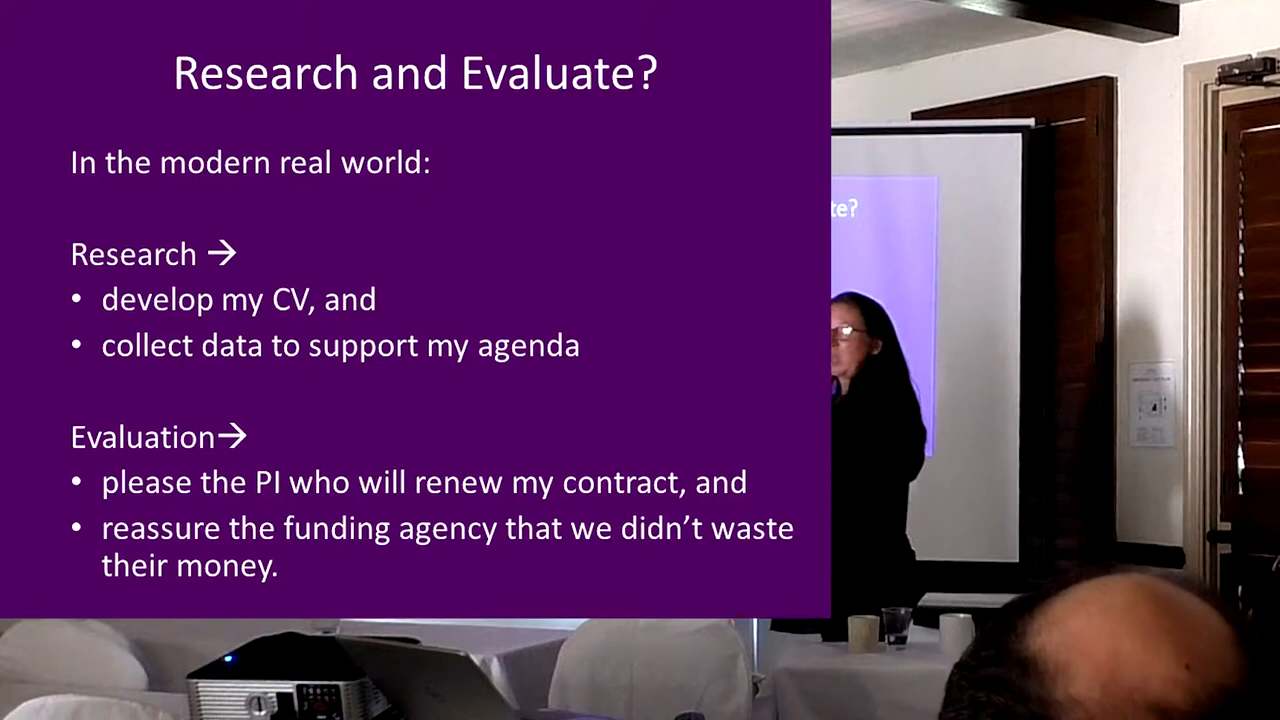 Research and Evaluate?
In the modern real world:
Research →
• develop my CV, and
• collect data to support my agenda
Evaluation→
• please the PI who will renew my contract, and
• reassure the funding agency that we didn’t waste
their money.
te?